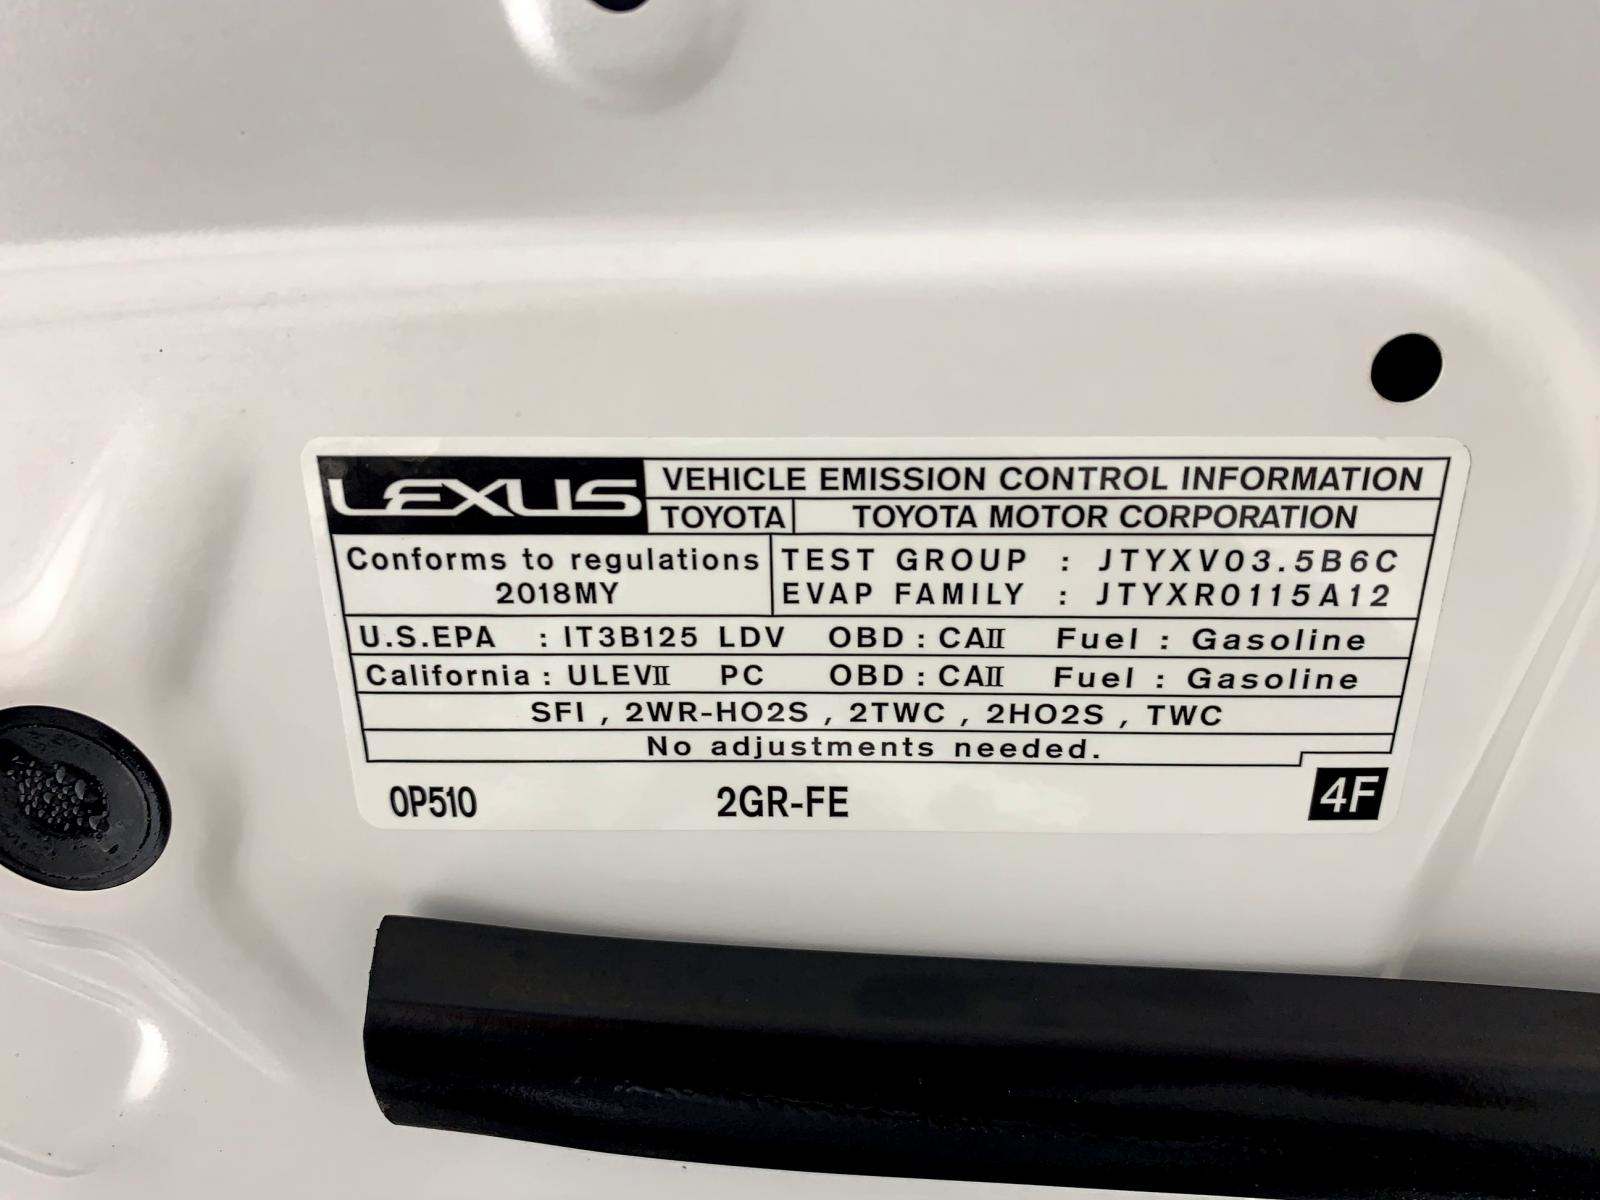 LEXUS VEHICLE EMISSION CONTROL INFORMATION
TOYOTA TOYOTA MOTOR CORPORATION
Conforms to regulations TEST GROUP : JTYXV03.5B6C
2018MY EVAP FAMILY : JTYXR0115A12
U.S.EPA : IT3B125 LDV OBD : CAⅡ Fuel : Gasoline
California : ULEVⅡ PC OBD : CAⅡ Fuel : Gasoline
SFI , 2WR-HO2S , 2TWC , 2HO2S , TWC
No adjustments needed.
0P510 2GR-FE 4F